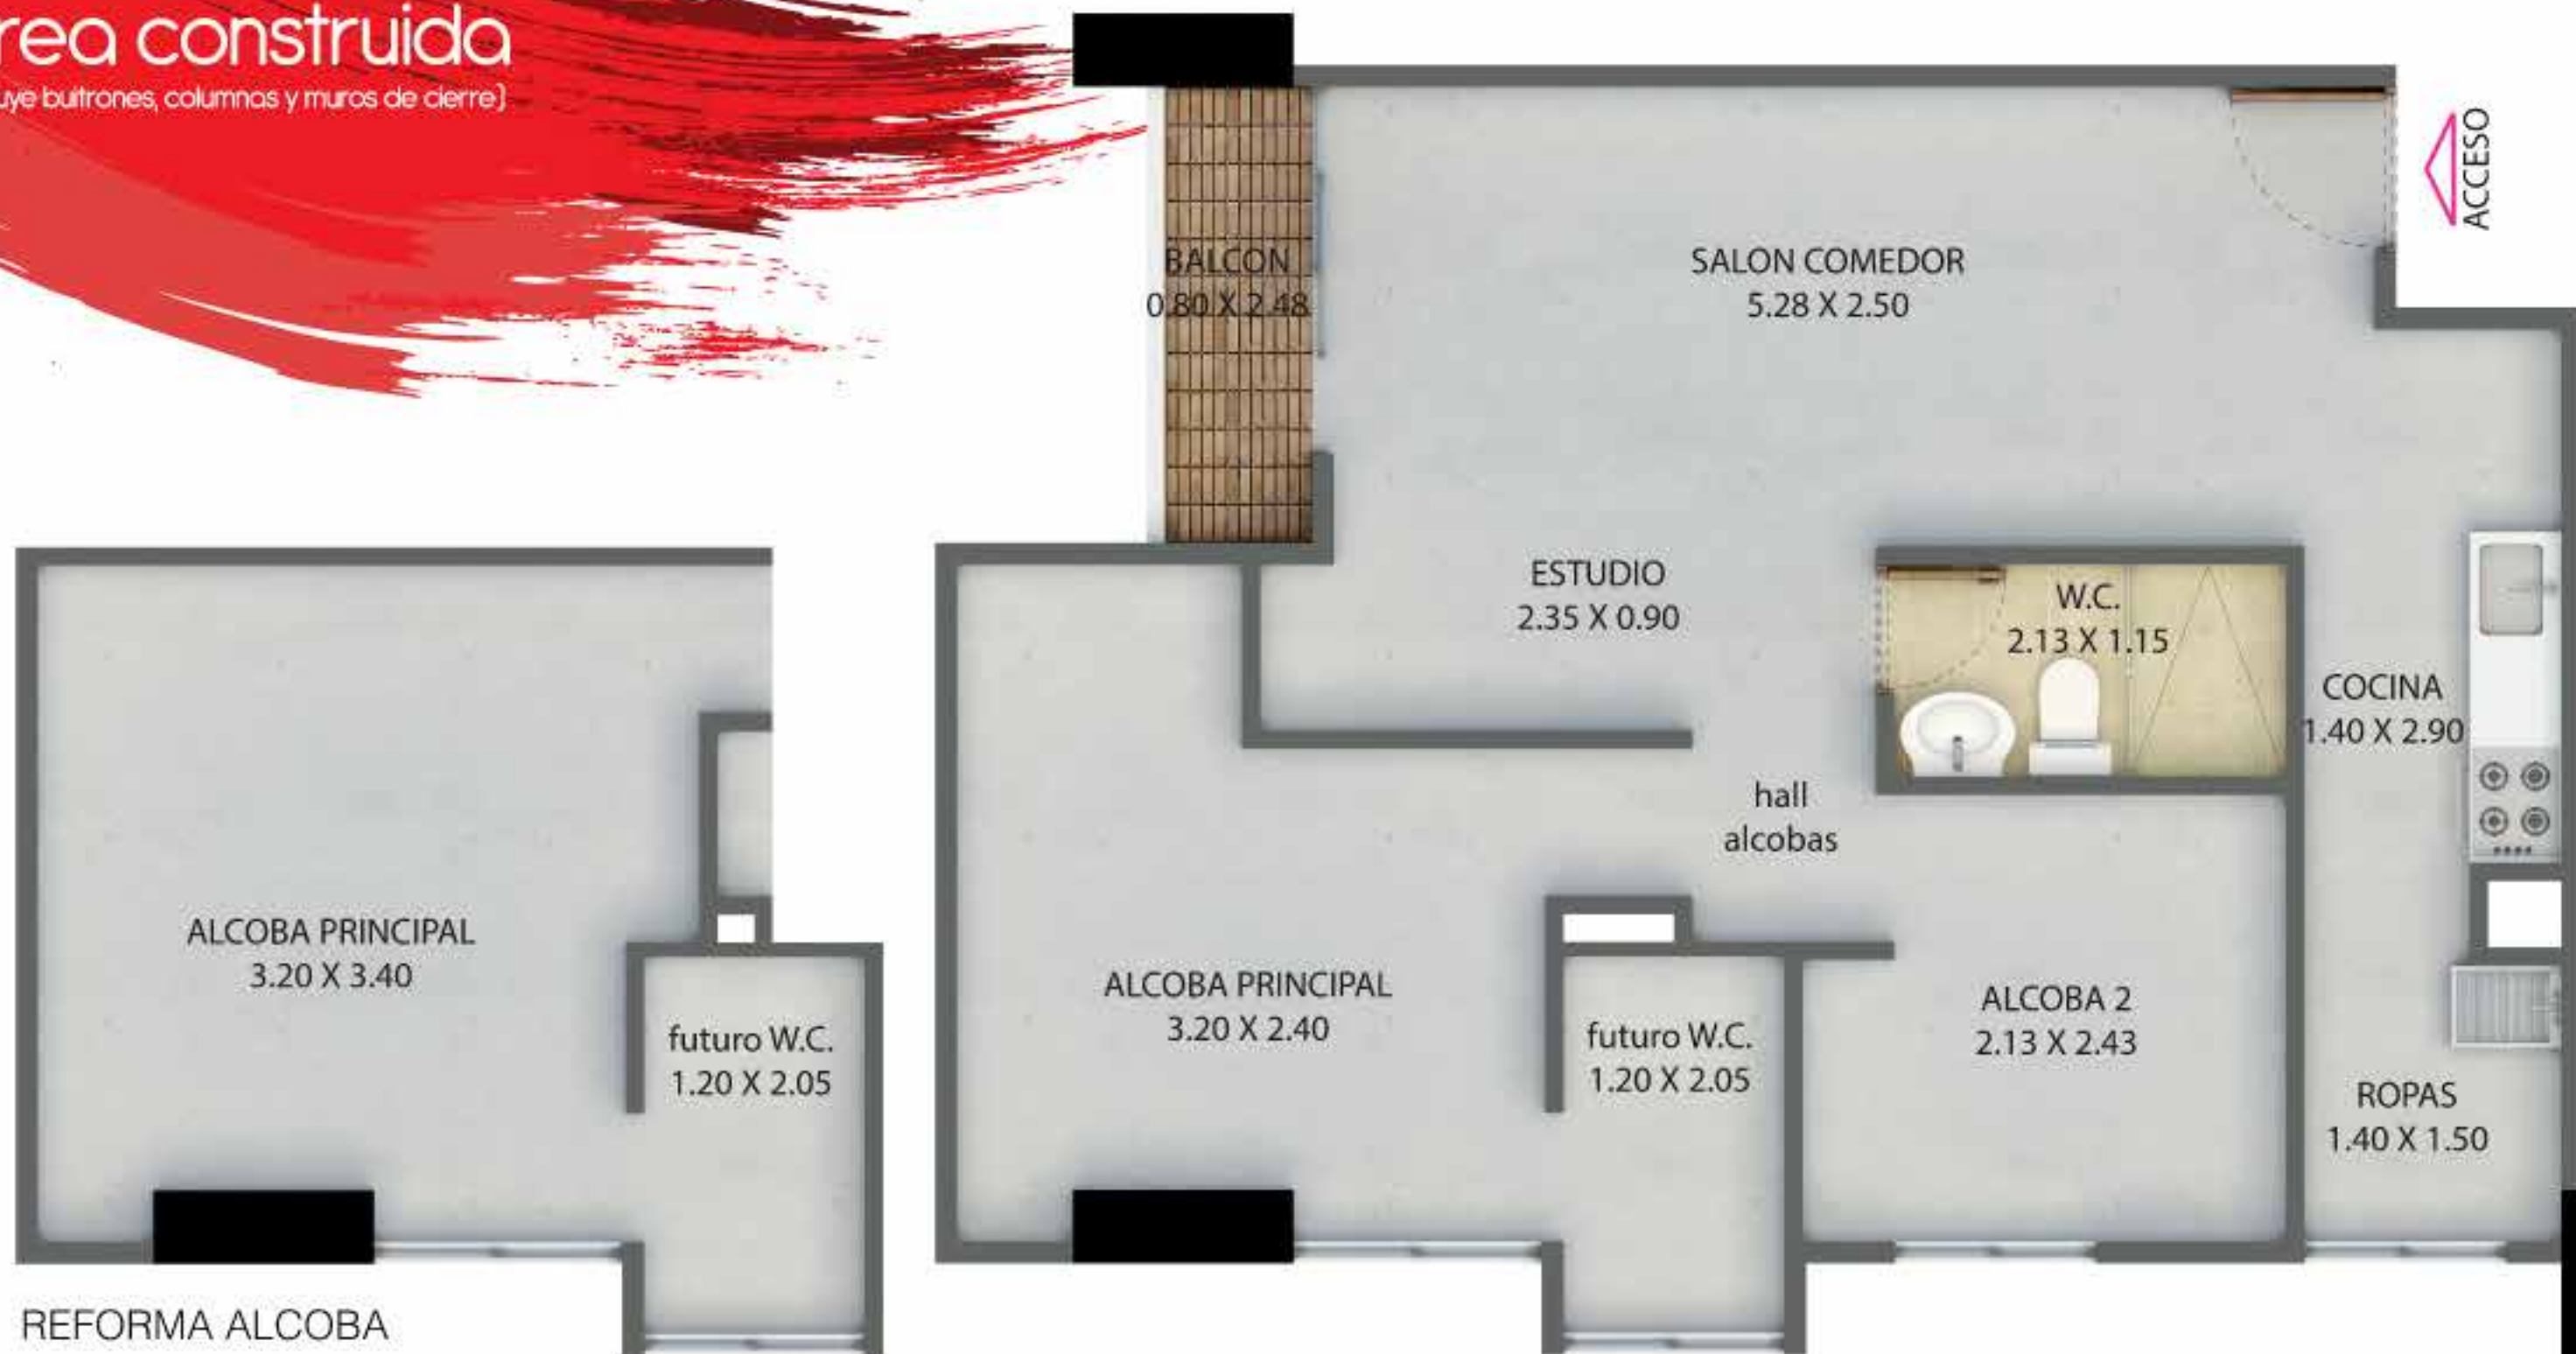 rea construida
uye buitrones, columnas y muros de cierre)
ACCESO
BALCON
0.80 X 2.48
SALON COMEDOR
5.28 X 2.50
ESTUDIO
2.35 X 0.90
W.C.
2.13 X 1.15
COCINA
1.40 X 2.90
hall
alcobas
ALCOBA PRINCIPAL
3.20 X 3.40
futuro W.C.
1.20 X 2.05
ALCOBA PRINCIPAL
3.20 X 2.40
futuro W.C.
1.20 X 2.05
ALCOBA 2
2.13 X 2.43
ROPAS
1.40 X 1.50
REFORMA ALCOBA